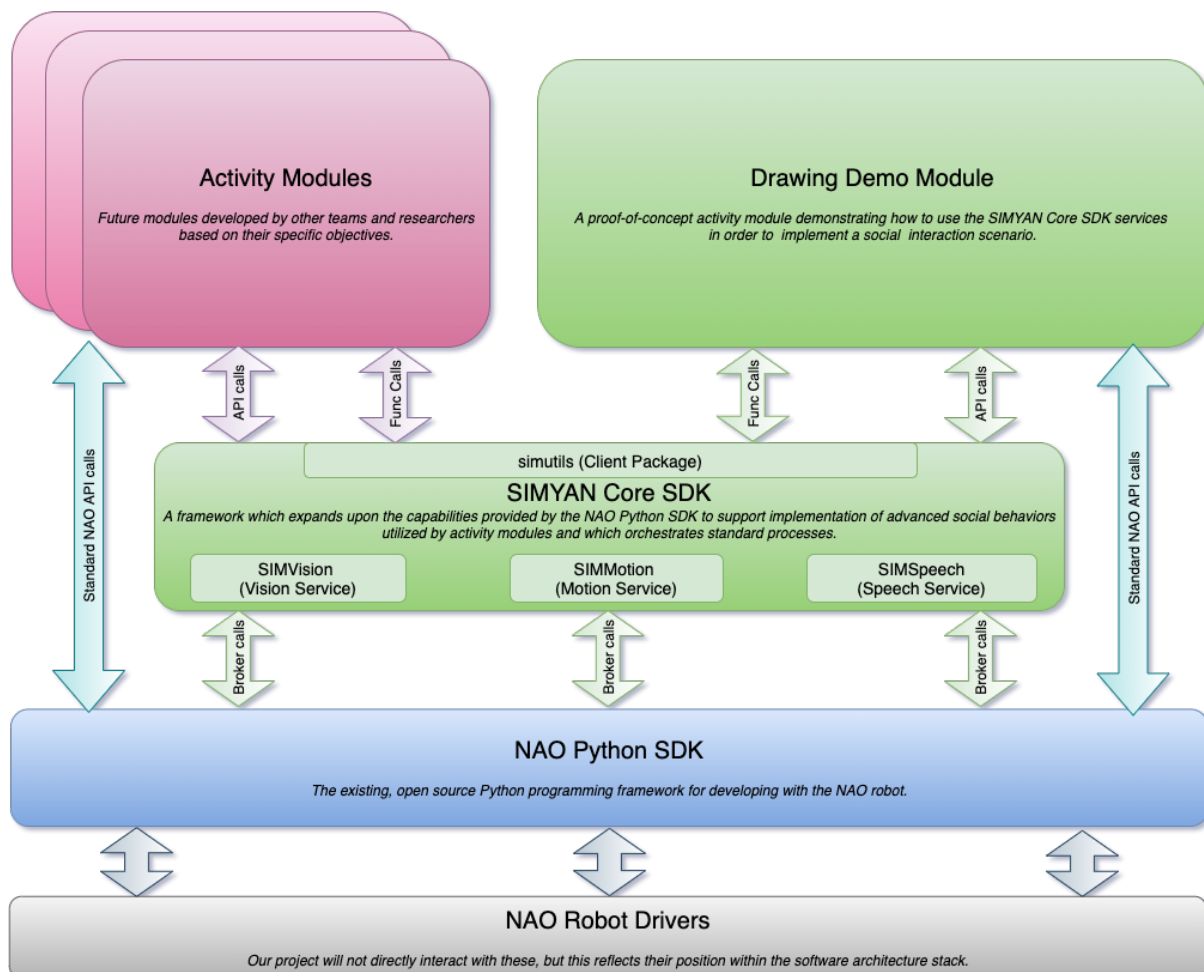 Activity Modules
Future modules developed by other teams and researchers
based on their specific objectives.
Drawing Demo Module
A proof-of-concept activity module demonstrating how to use the SIMYAN Core SDK services
in order to implement a social interaction scenario.
Standard NAO API calls
API calls
Func Calls
Func Calls
API calls
Standard NAO API calls
simutils (Client Package)
SIMYAN Core SDK
A framework which expands upon the capabilities provided by the NAO Python SDK to support implementation of advanced social behaviors
utilized by activity modules and which orchestrates standard processes.
SIMVision
(Vision Service)
SIMMotion
(Motion Service)
SIMSpeech
(Speech Service)
Broker calls
Broker calls
Broker calls
NAO Python SDK
The existing, open source Python programming framework for developing with the NAO robot.
NAO Robot Drivers
Our project will not directly interact with these, but this reflects their position within the software architecture stack.